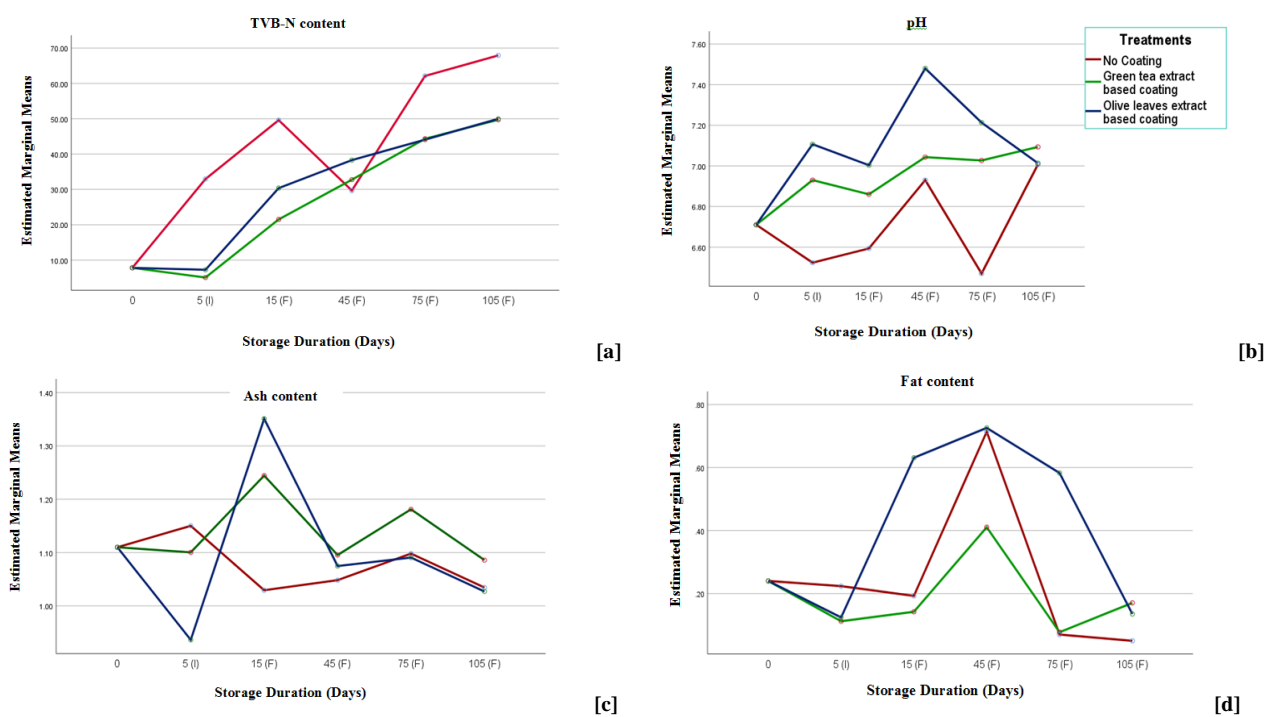 TVB-N content
70.00
60.00
50.00
40.00
30.00
20.00
10.00
Estimated Marginal Means
0 5 (I) 15 (F) 45 (F) 75 (F) 105 (F)
Storage Duration (Days)
[a]
pH
7.60
7.40
7.20
7.00
6.80
6.60
Estimated Marginal Means
0 5 (I) 15 (F) 45 (F) 75 (F) 105 (F)
Storage Duration (Days)
[b]
Treatments
No Coating
Green tea extract
based coating
Olive leaves extract
based coating
Ash content
1.40
1.30
1.20
1.10
1.00
Estimated Marginal Means
0 5 (I) 15 (F) 45 (F) 75 (F) 105 (F)
Storage Duration (Days)
[c]
Fat content
.80
.60
.40
.20
Estimated Marginal Means
0 5 (I) 15 (F) 45 (F) 75 (F) 105 (F)
Storage Duration (Days)
[d]